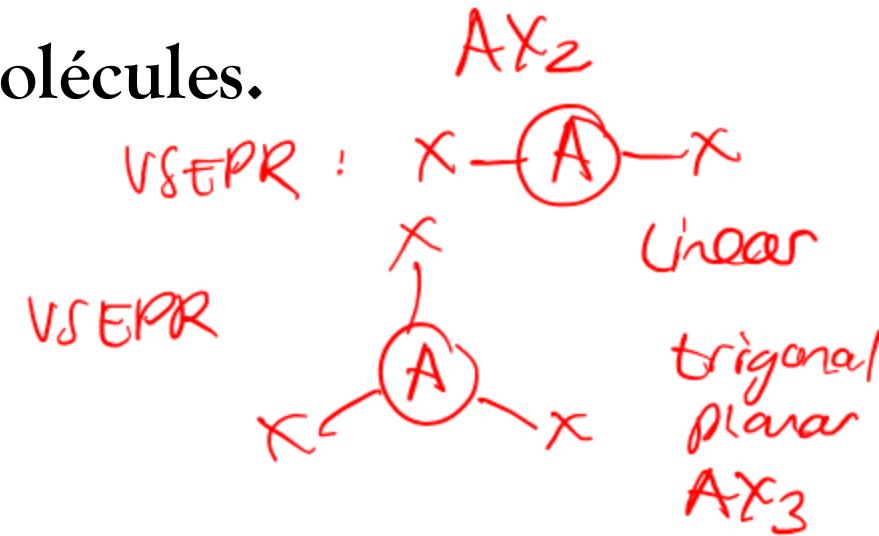 olécules.
AX2
VSEPR : X A X
Linear
X
VSEPR
A
X X
trigonal
planar
AX3